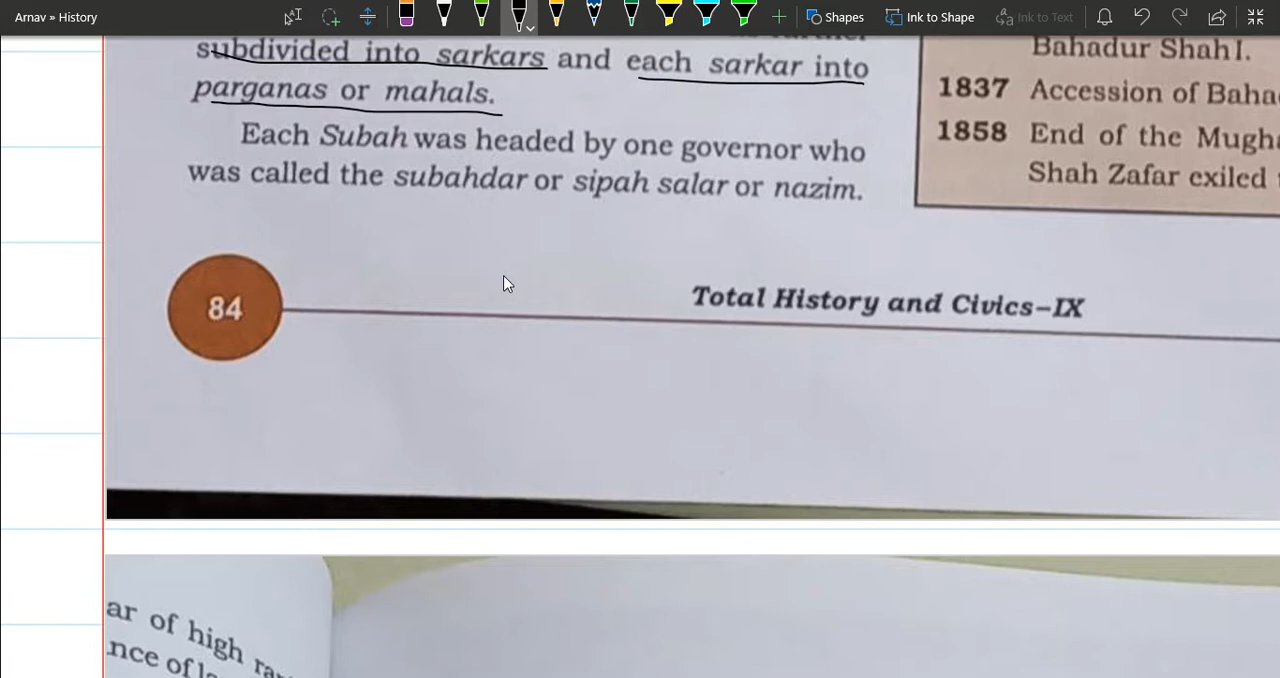 Arnav » History
Shapes
Ink to Shape
Ink to Text
subdivided into sarkars and each sarkar into
parganas or mahals.
Each Subah was headed by one governor who
was called the subahdar or sipah salar or nazim.
Bahadur Shah I.
1837 Accession of Baha
1858 End of the Mugh
Shah Zafar exiled
84
Total History and Civics–IX
ar of high ra
nce of